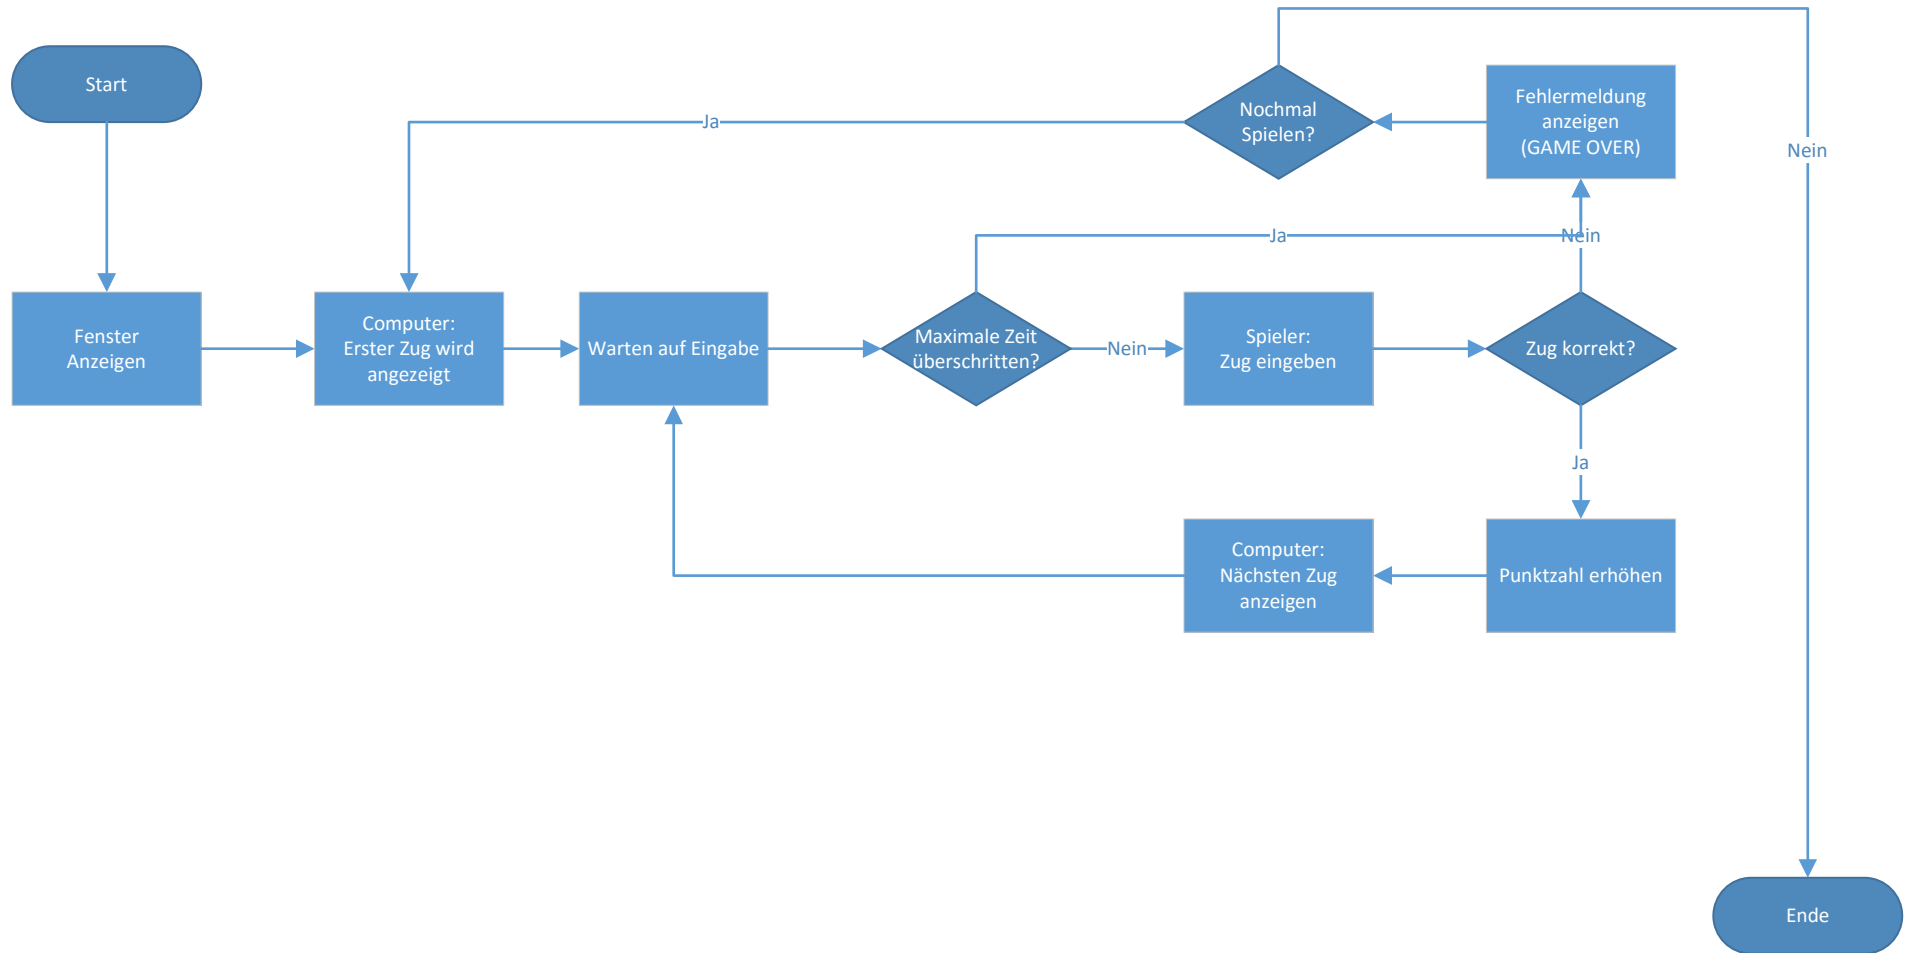 Start
Nochmal
Spielen?
Fehlermeldung
anzeigen
(GAME OVER)
Ja
Nein
Ja
Nein
Fenster
Anzeigen
Computer:
Erster Zug wird
angezeigt
Warten auf Eingabe
Maximale Zeit
überschritten?
Nein
Spieler:
Zug eingeben
Zug korrekt?
Ja
Computer:
Nächsten Zug
anzeigen
Punktzahl erhöhen
Ende